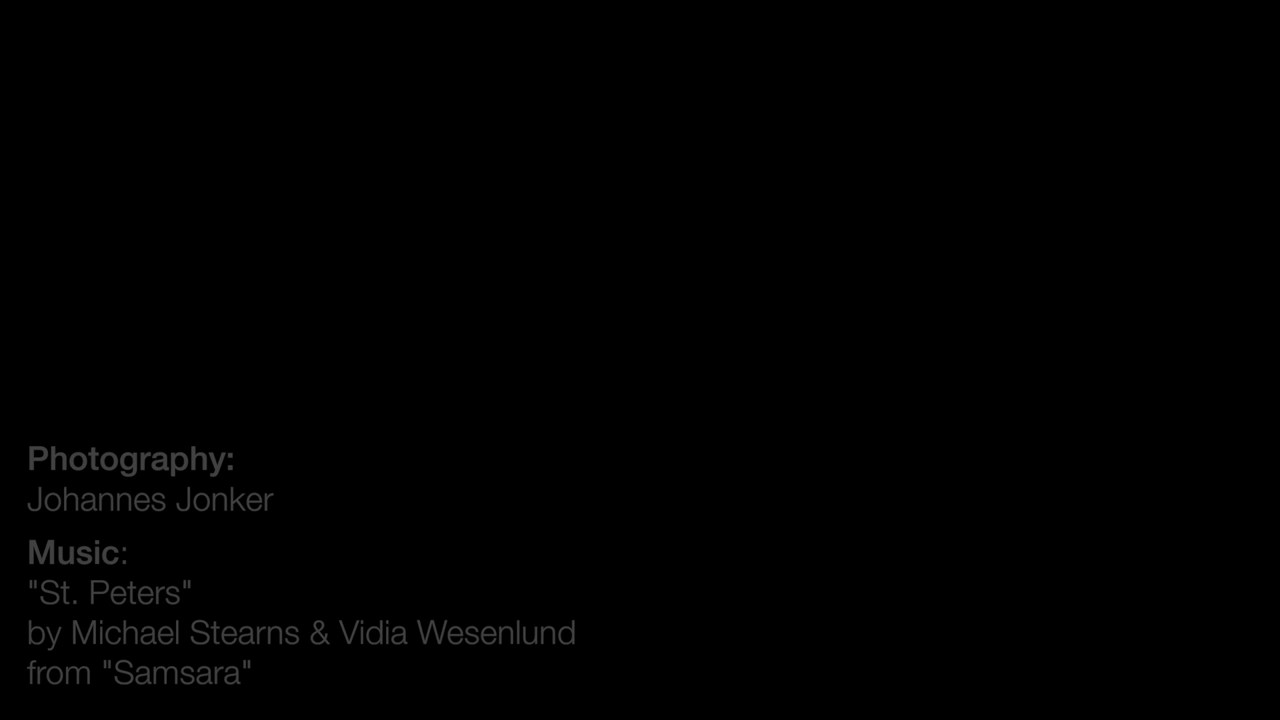 Photography:
Johannes Jonker
Music:
"St. Peters"
by Michael Stearns & Vidia Wesenlund
from "Samsara"